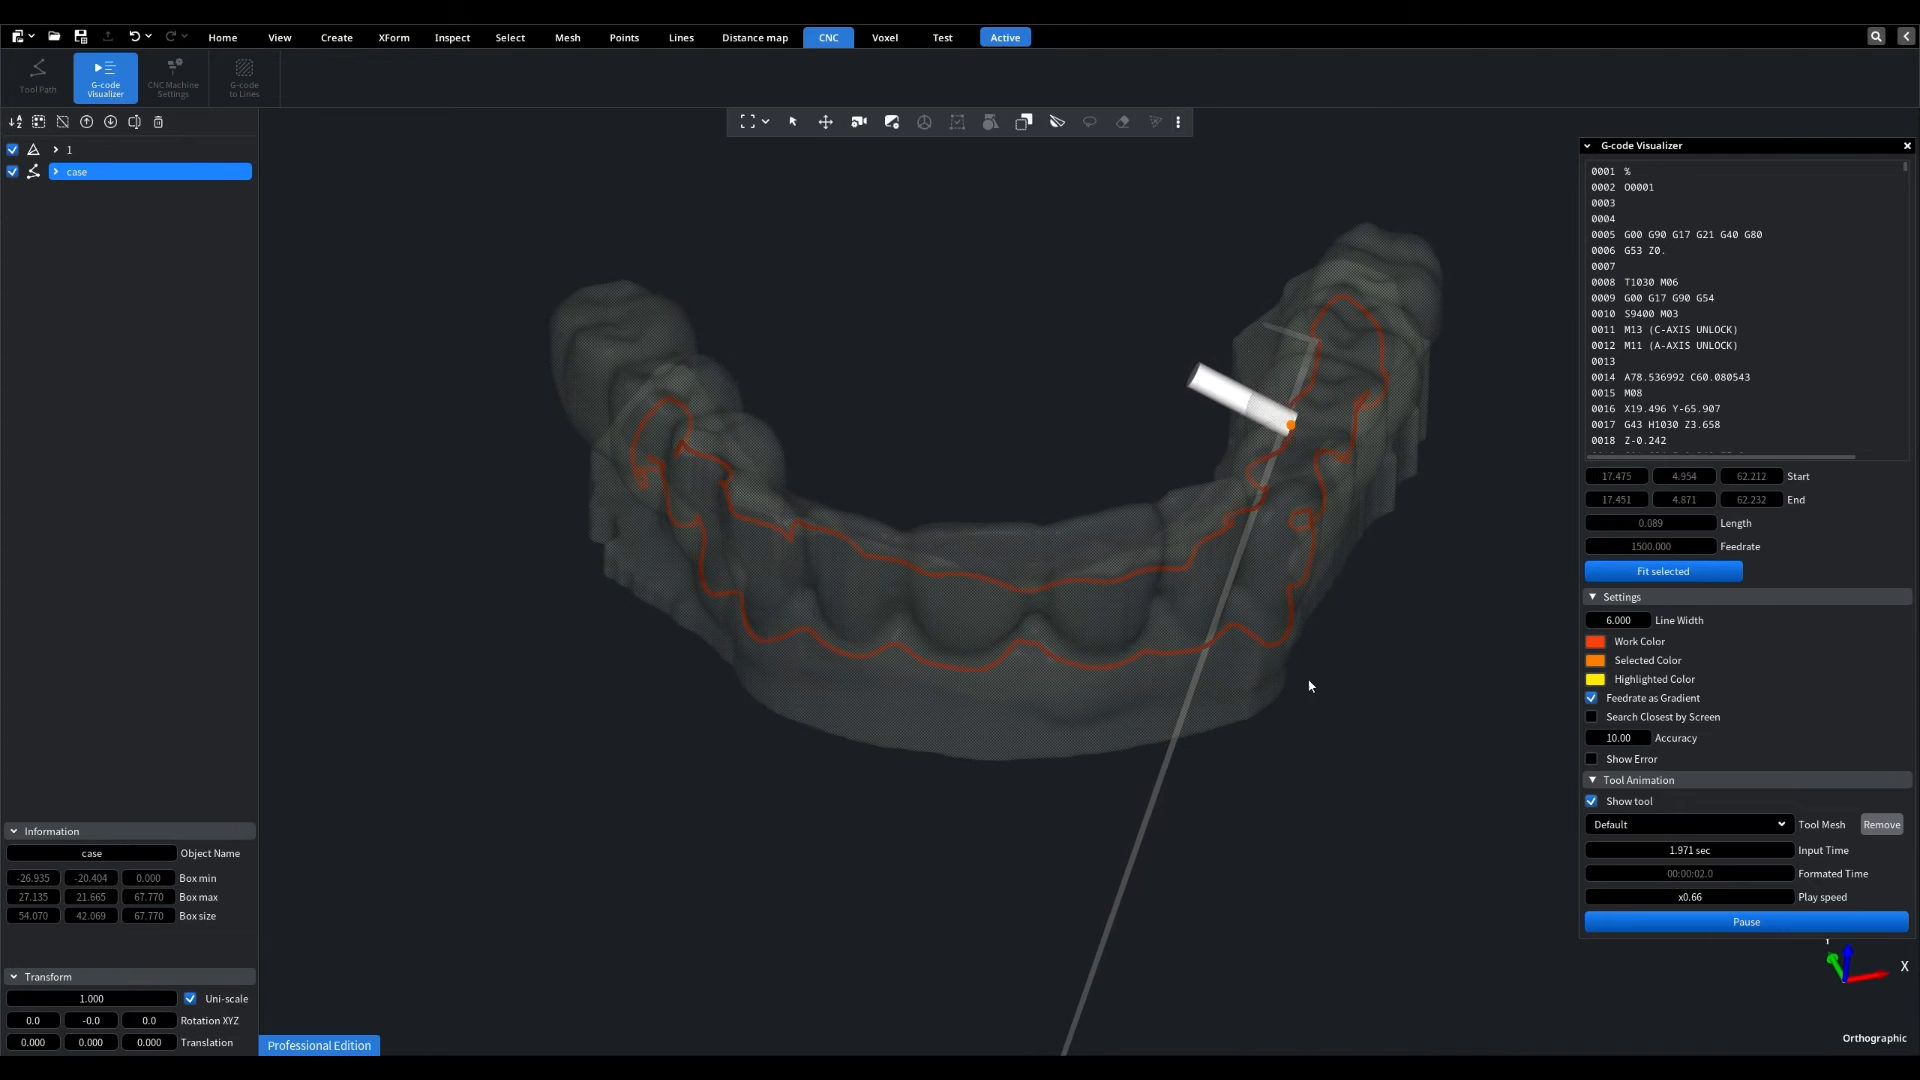 Home View Create XForm Inspect Select Mesh Points Lines Distance map CNC Voxel Test Active
Tool Path
G-code
Visualizer
CNC Machine
Settings
G-code
to Lines
1
case
G-code Visualizer
0001 %
0002 O0001
0003
0004
0005 G00 G90 G17 G21 G40 G80
0006 G53 Z0.
0007
0008 T1030 M06
0009 G00 G17 G90 G54
0010 S9400 M03
0011 M13 (C-AXIS UNLOCK)
0012 M11 (A-AXIS UNLOCK)
0013
0014 A78.536992 C60.080543
0015 M08
0016 X19.496 Y-65.907
0017 G43 H1030 Z3.658
0018 Z-0.242
17.475 4.954 62.212 Start
17.451 4.871 62.232 End
0.089 Length
1500.000 Feedrate
Fit selected
Settings
6.000 Line Width
Work Color
Selected Color
Highlighted Color
Feedrate as Gradient
Search Closest by Screen
10.00 Accuracy
Show Error
Tool Animation
Show tool
Default Tool Mesh Remove
1.971 sec Input Time
00:00:02.0 Formated Time
x0.66 Play speed
Pause
Information
case Object Name
-26.935 -20.404 0.000 Box min
27.135 21.665 67.770 Box max
54.070 42.069 67.770 Box size
Transform
1.000 Uni-scale
0.0 -0.0 0.0 Rotation XYZ
0.000 0.000 0.000 Translation
Professional Edition
X
Orthographic